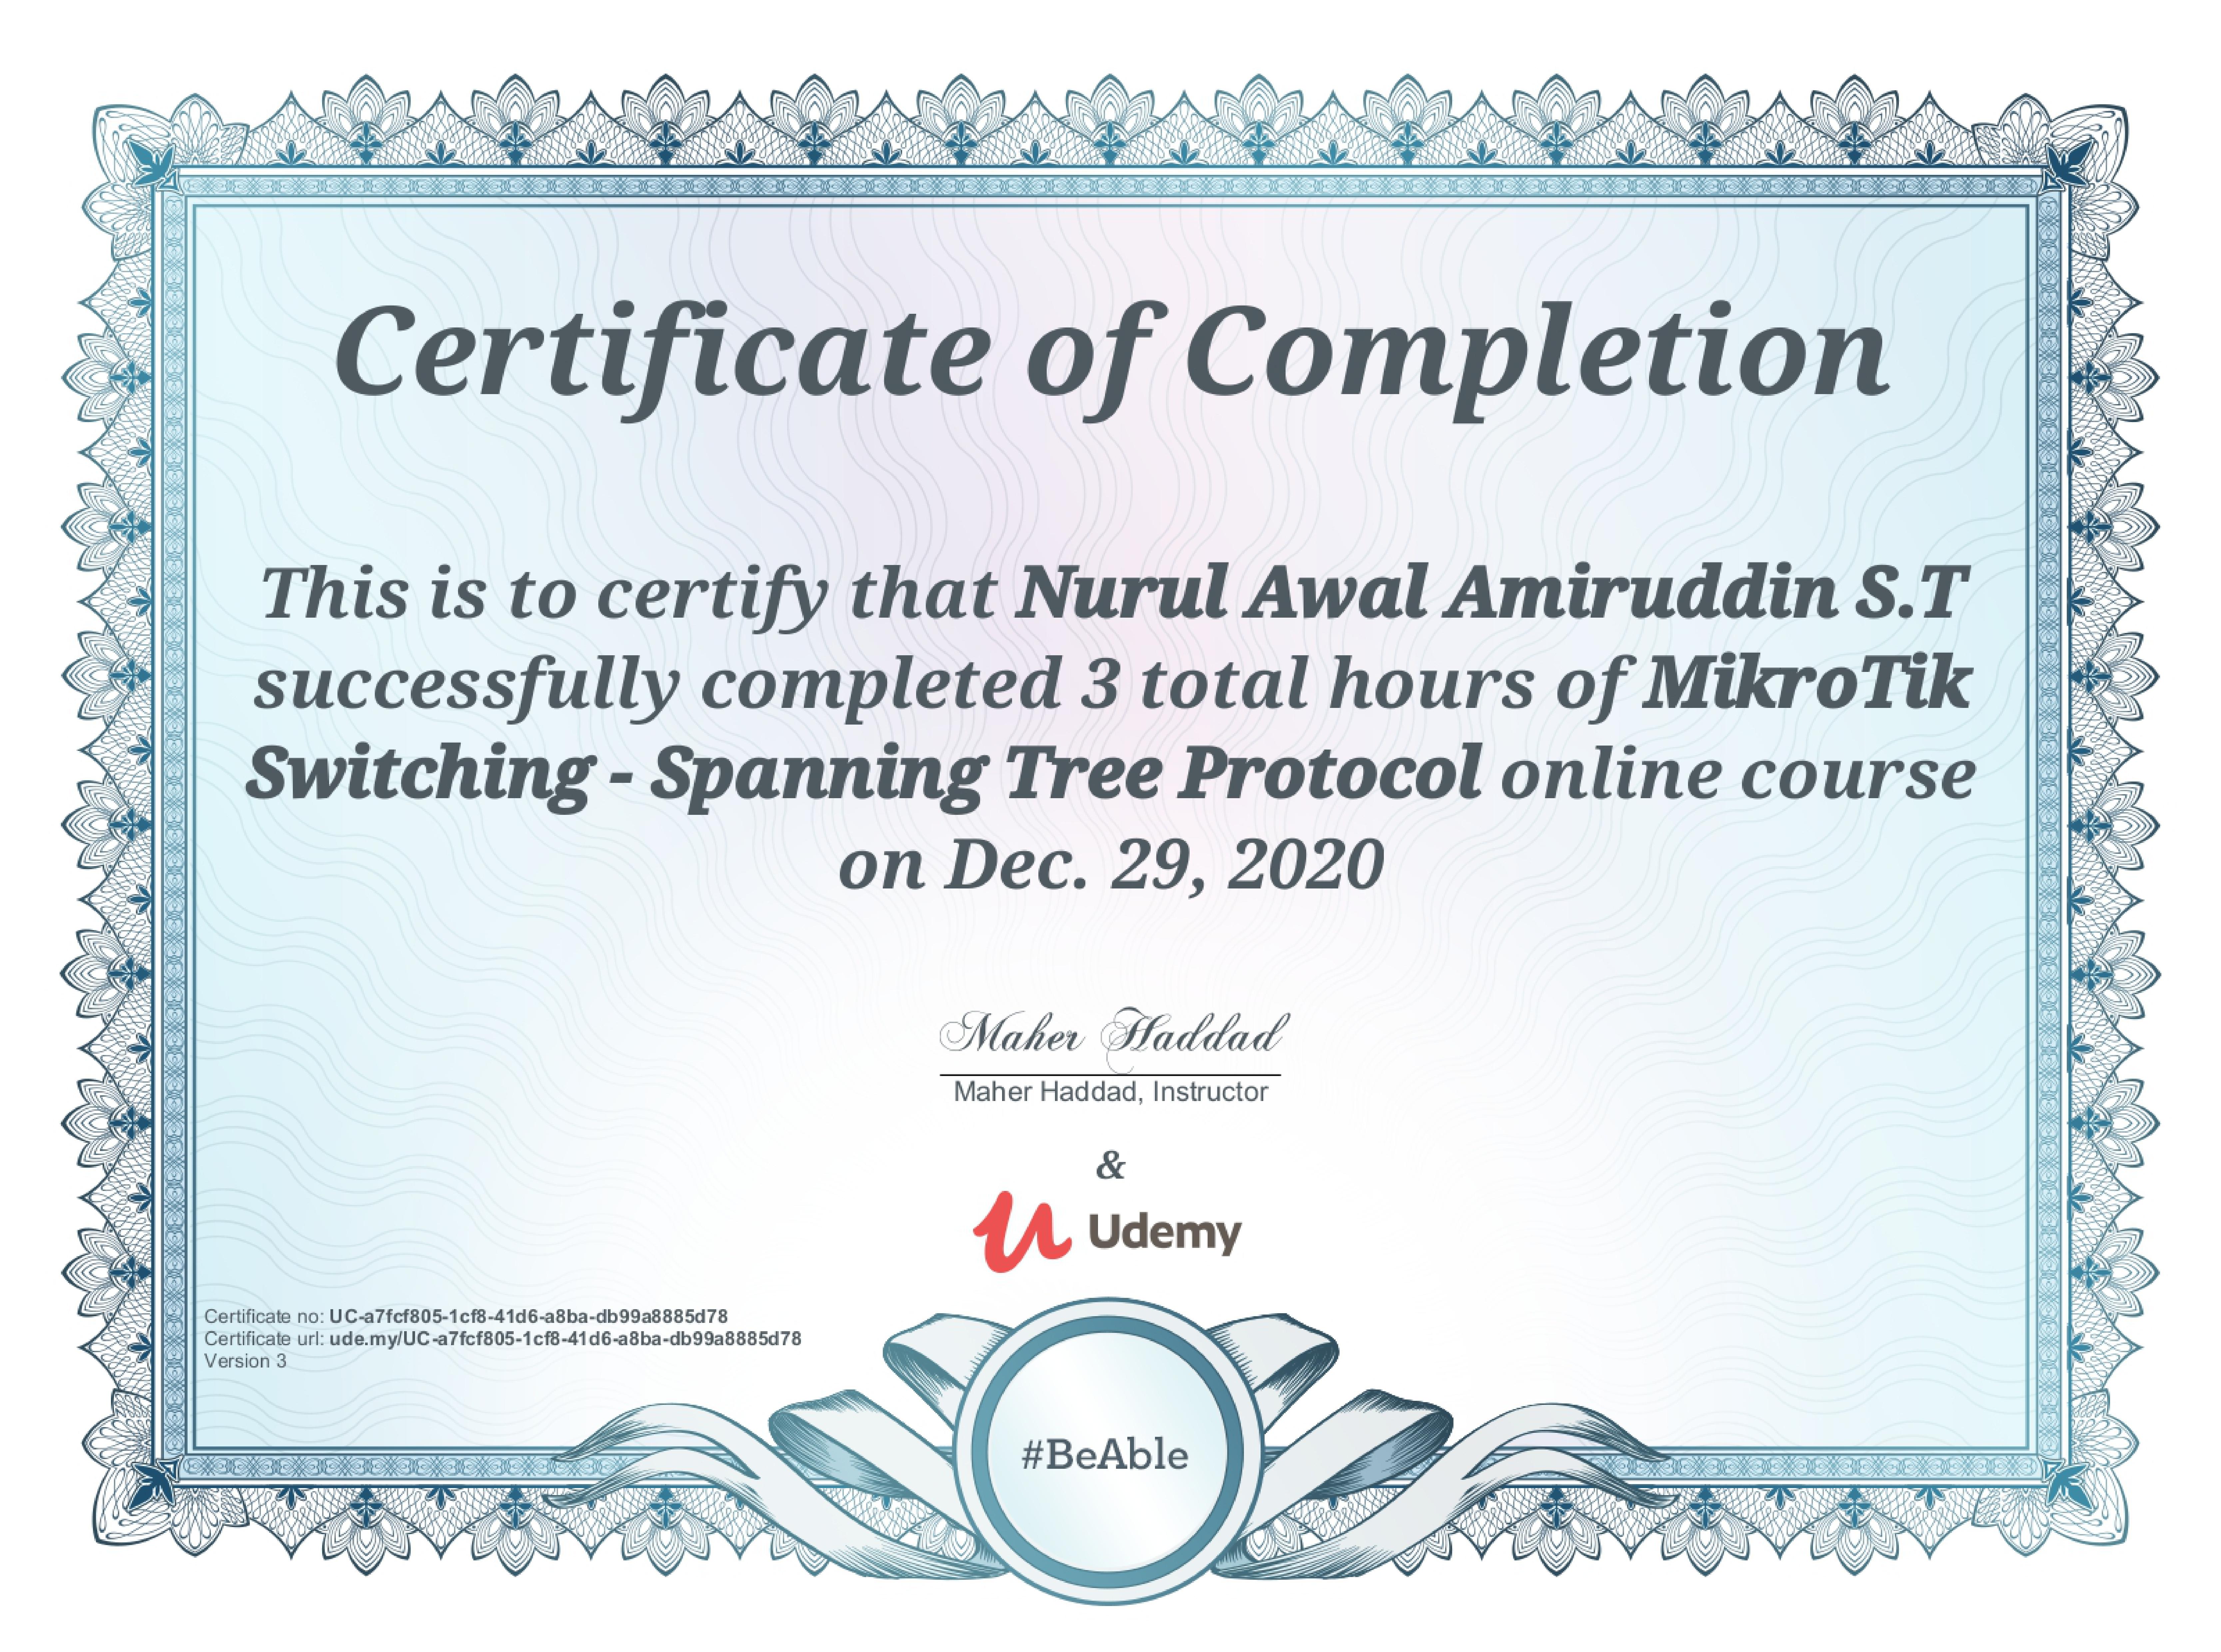 Certificate of Completion
This is to certify that Nurul Awal Amiruddin S.T
successfully completed 3 total hours of MikroTik
Switching - Spanning Tree Protocol online course
on Dec. 29, 2020
Maher Haddad
Maher Haddad, Instructor
&
Udemy
Certificate no: UC-a7fcf805-1cf8-41d6-a8ba-db99a8885d78
Certificate url: ude.my/UC-a7fcf805-1cf8-41d6-a8ba-db99a8885d78
Version 3
#BeAble